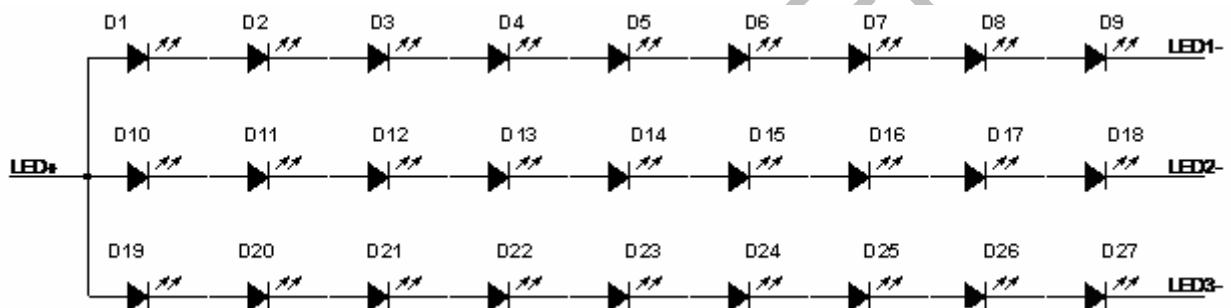 D1 D2 D3 D4 D5 D6 D7 D8 D9
LED1-
D10 D11 D12 D13 D14 D15 D16 D17 D18
LED+
LED2-
D19 D20 D21 D22 D23 D24 D25 D26 D27
LED3-